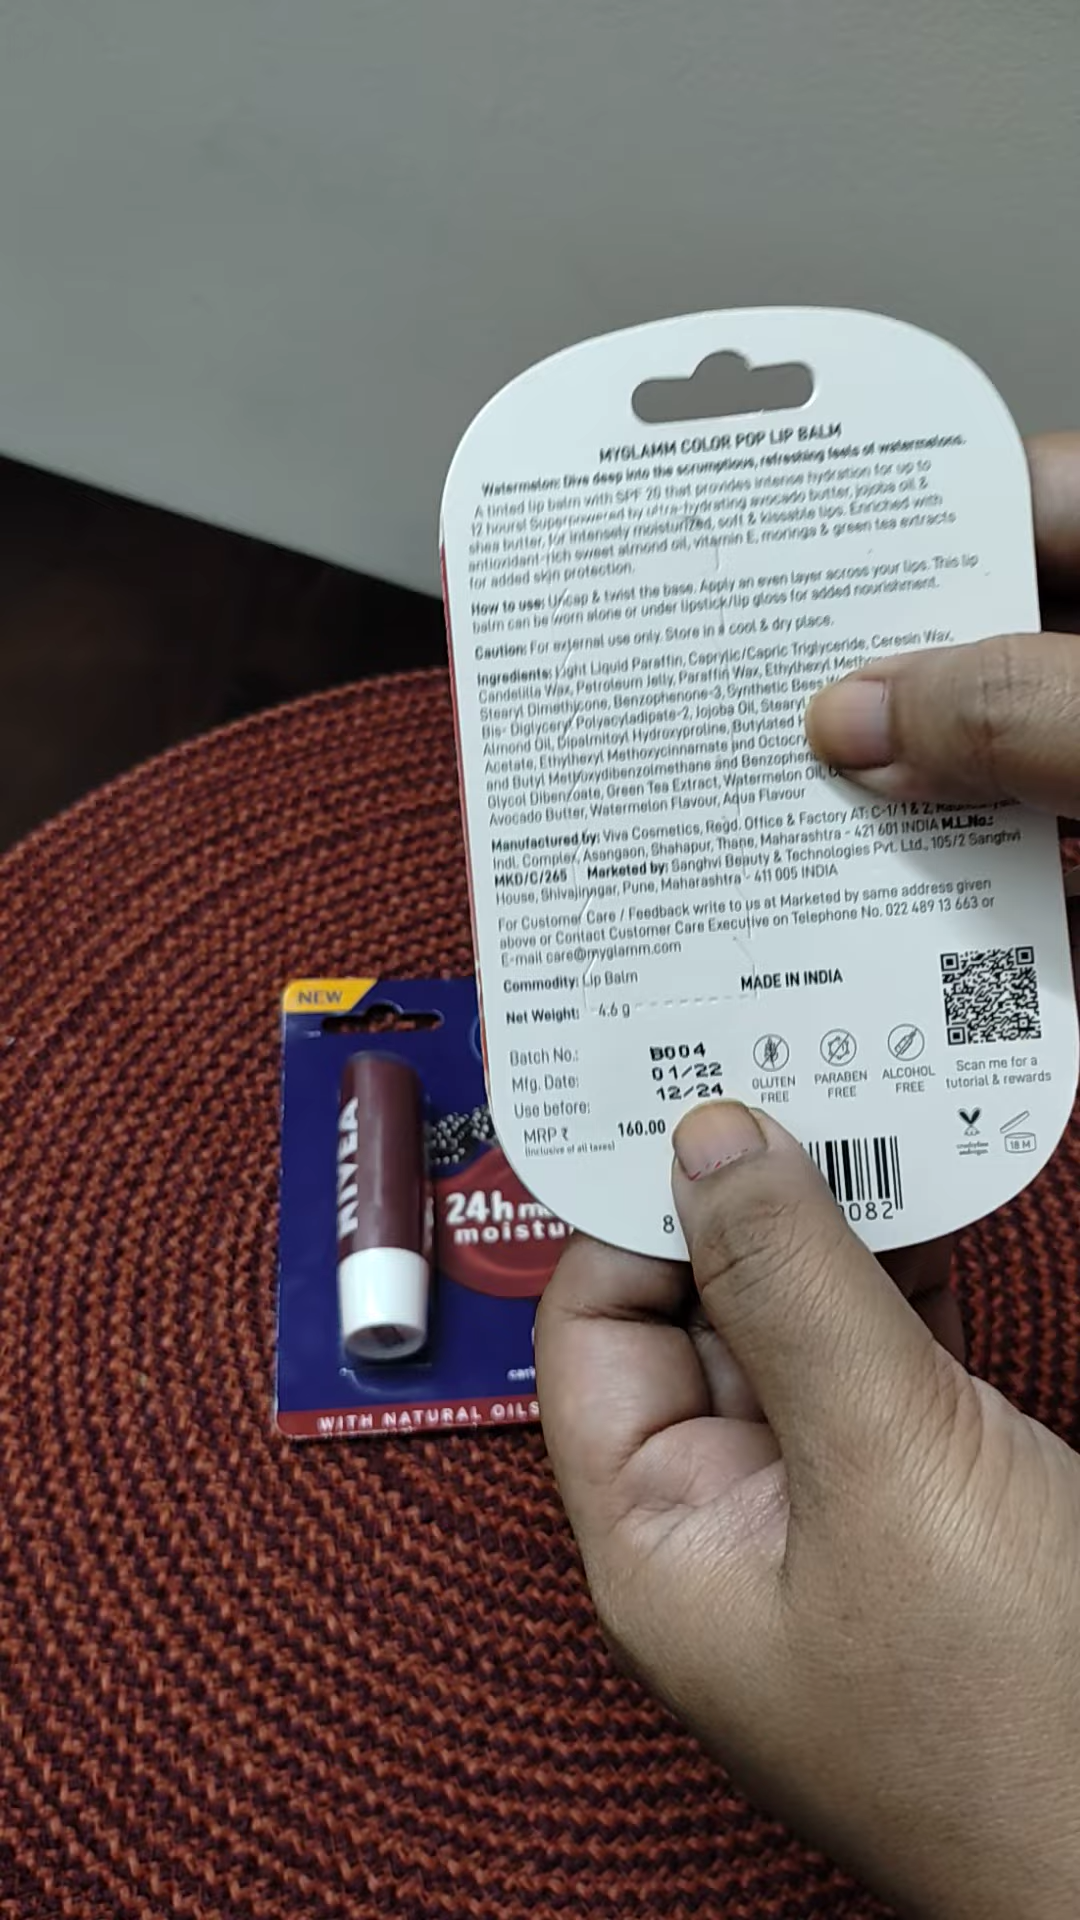 MYGLAMM COLOR POP LIP BALM
Watermelon: Dive deep into the scrumptious, refreshing feels of watermelons.
A tinted lip balm with SPF 20 that provides intense hydration for up to
12 hours! Superpowered by ultra-hydrating avocado butter, jojoba oil &
shea butter, for intensely moisturized, soft & kissable lips. Enriched with
antioxidant-rich sweet almond oil, vitamin E, moringa & green tea extracts
for added skin protection.
How to use: Uncap & twist the base. Apply an even layer across your lips. This lip
balm can be worn alone or under lipstick/lip gloss for added nourishment.
Caution: For external use only. Store in a cool & dry place.
Ingredients: Light Liquid Paraffin, Caprylic/Capric Triglyceride, Ceresin Wax,
Candelilla Wax, Petroleum Jelly, Paraffin Wax, Ethylhexyl
Stearyl Dimethicone, Benzophenone-3, Synthetic Bees
Bis- Diglyceryl Polyacyladipate-2, Jojoba Oil, Stearyl
Almond Oil, Dipalmitoyl Hydroxyproline, Butylated
Acetate, Ethylhexyl Methoxycinnamate and
and Butyl Methoxydibenzolmethane and
Glycol Dibenzoate, Green Tea Extract, Watermelon Oil,
Avocado Butter, Watermelon Flavour, Aqua Flavour
Manufactured by: Viva Cosmetics, Regd. Office & Factory AT: C-1/1 & 2,
Indl. Complex, Asangaon, Shahapur, Thane, Maharashtra - 421 601 INDIA M.L.No.:
MKD/C/265 Marketed by: Sanghvi Beauty & Technologies Pvt. Ltd., 105/2 Sanghvi
House, Shivajinagar, Pune, Maharashtra - 411 005 INDIA
For Customer Care / Feedback write to us at Marketed by same address given
above or Contact Customer Care Executive on Telephone No. 022 489 13 663 or
E-mail care@myglamm.com
Commodity: Lip Balm
MADE IN INDIA
Net Weight: 4.6 g
Batch No.: B004
Mfg. Date: 01/22
Use before: 12/24
MRP ₹ 160.00
(Inclusive of all taxes)
GLUTEN
FREE
PARABEN
FREE
ALCOHOL
FREE
Scan me for a
tutorial & rewards
18 M
8
082
NEW
NIVEA
24h
WITH NATURAL OILS